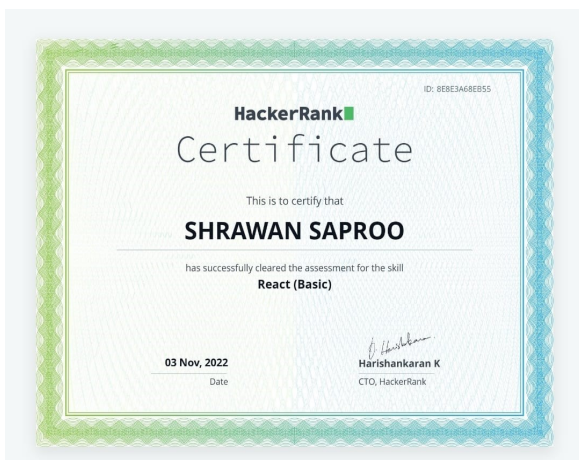 ID: 8E8E3A68EB55
HackerRank
Certificate
This is to certify that
SHRAWAN SAPROO
has successfully cleared the assessment for the skill
React (Basic)
03 Nov, 2022
Date
Harishankaran K
CTO, HackerRank